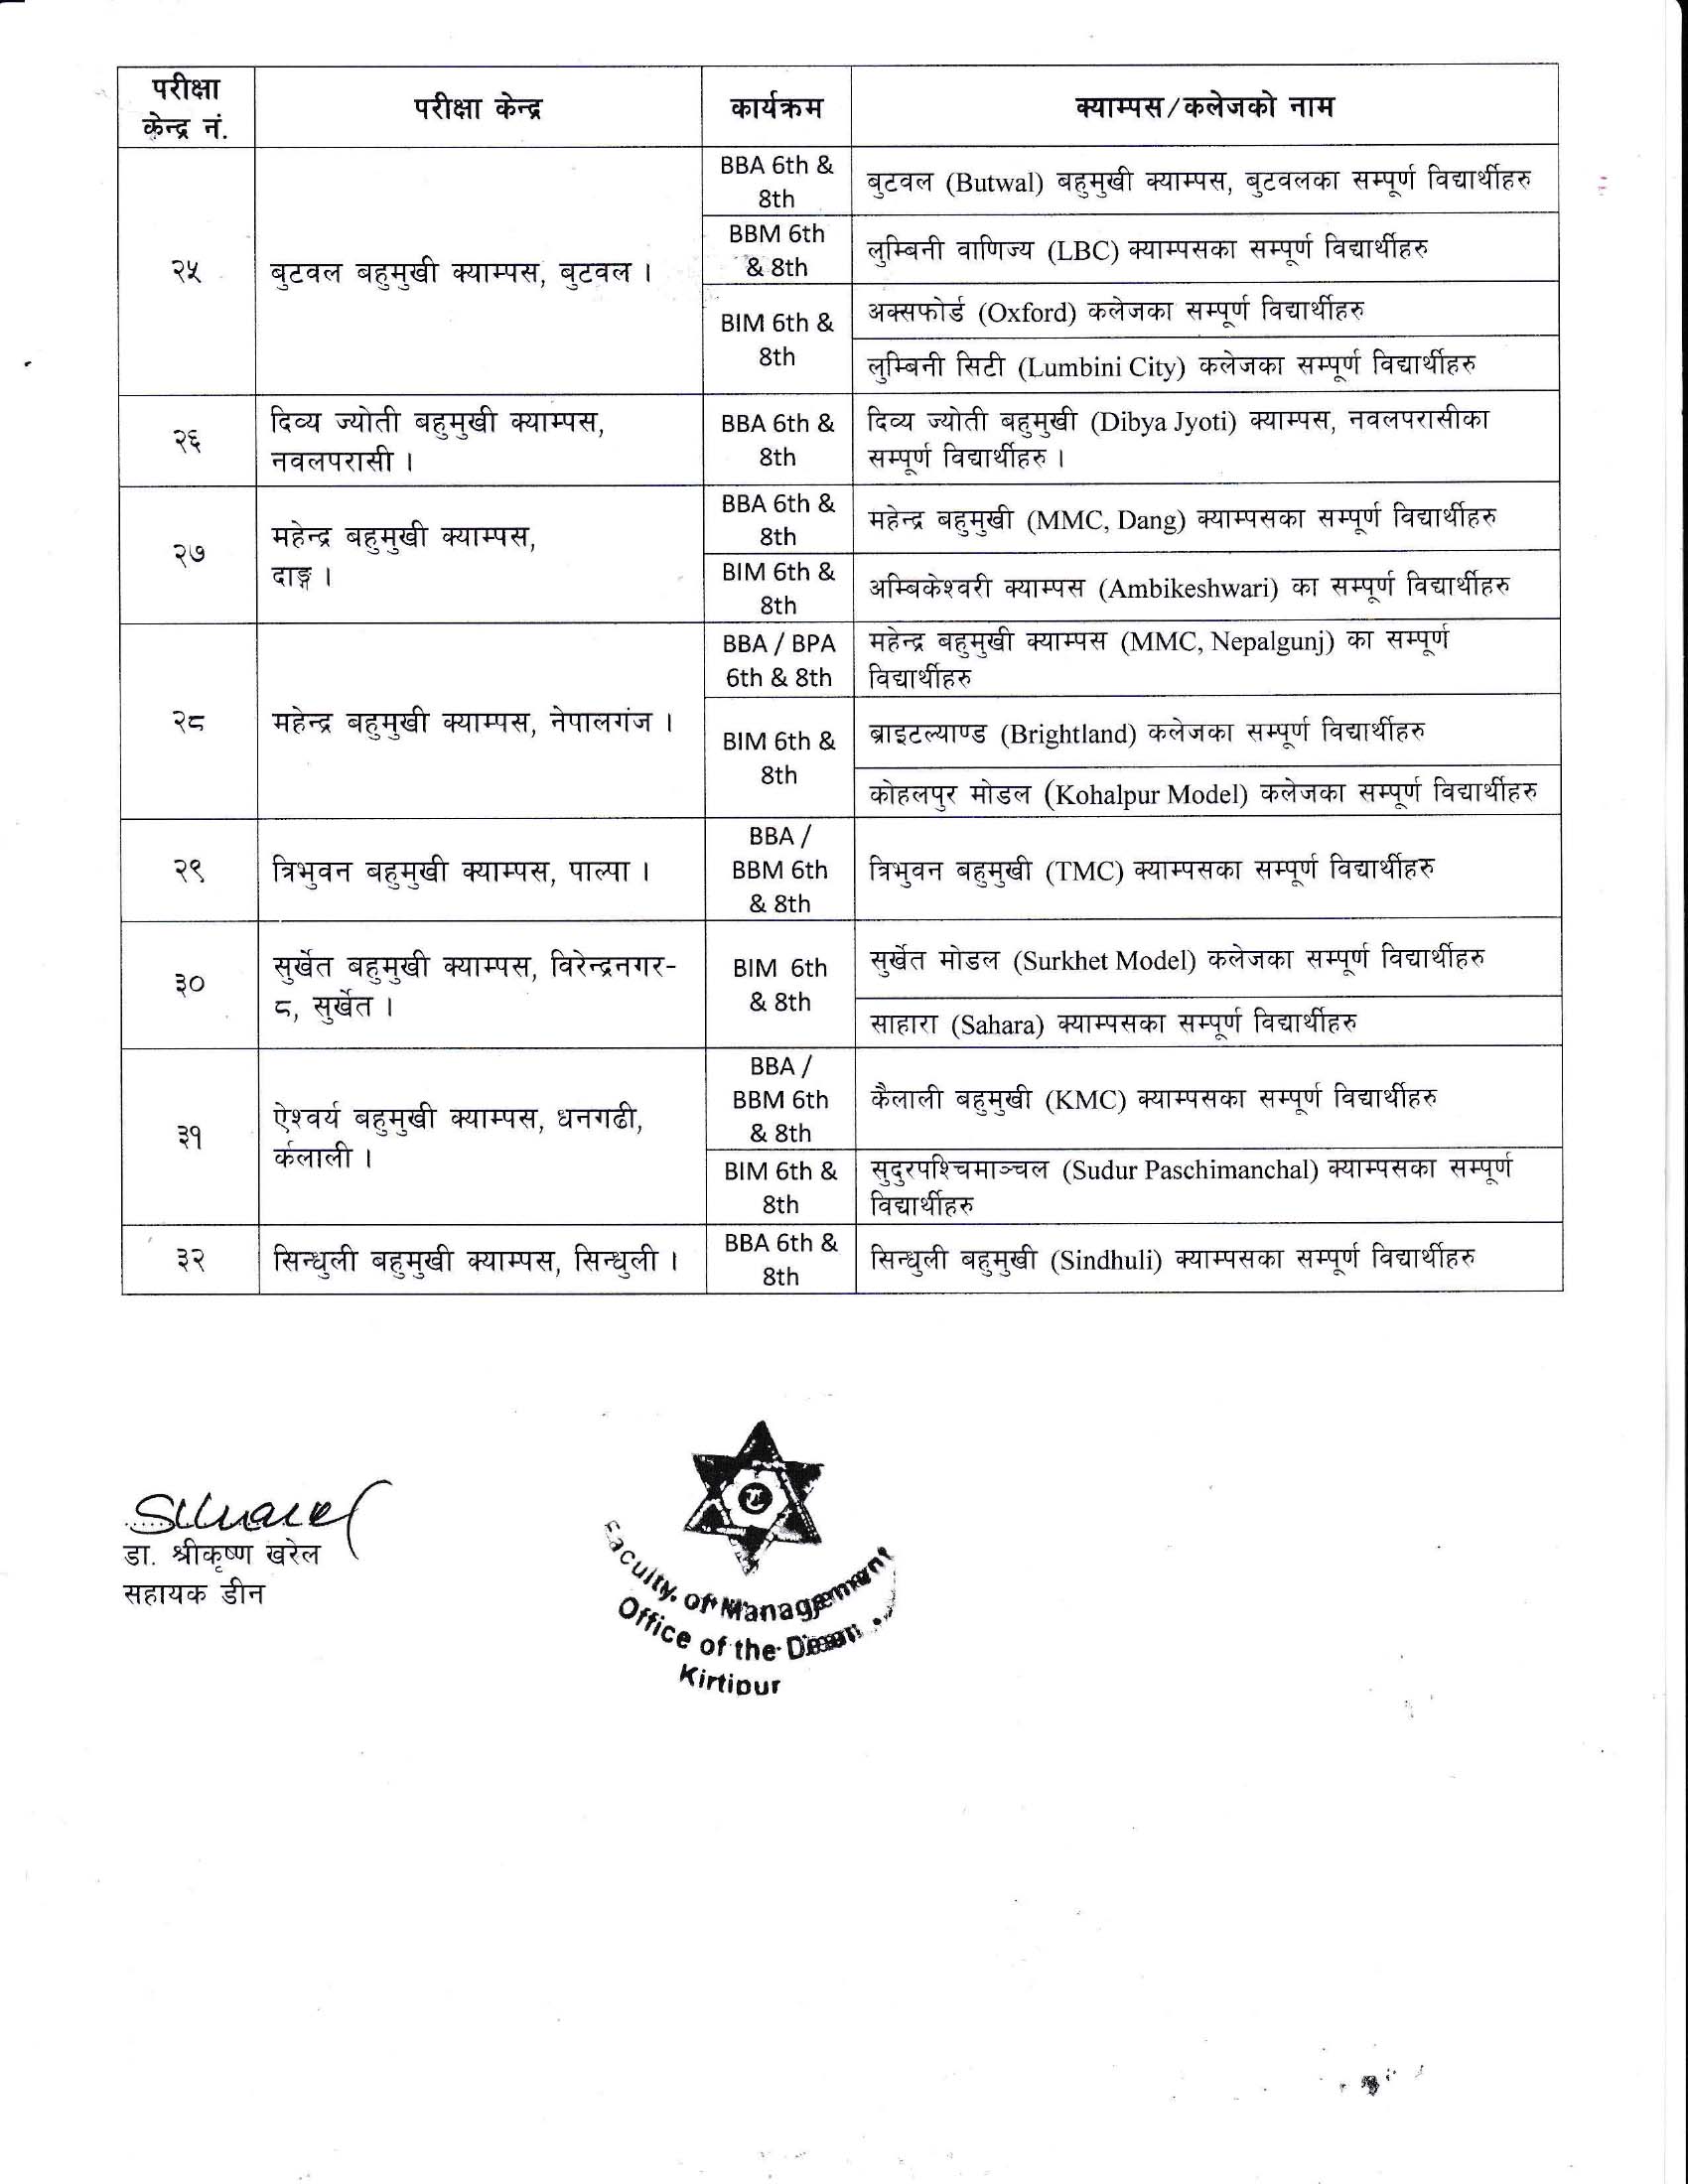 परीक्षा
केन्द्र नं.
परीक्षा केन्द्र
कार्यक्रम
क्याम्पस/कलेजको नाम
२५
बुटवल बहुमुखी क्याम्पस, बुटवल ।
BBA 6th &
8th
बुटवल (Butwal) बहुमुखी क्याम्पस, बुटवलका सम्पूर्ण विद्यार्थीहरु
BBM 6th
& 8th
लुम्बिनी वाणिज्य (LBC) क्याम्पसका सम्पूर्ण विद्यार्थीहरु
BIM 6th &
8th
अक्सफोर्ड (Oxford) कलेजका सम्पूर्ण विद्यार्थीहरु
लुम्बिनी सिटी (Lumbini City) कलेजका सम्पूर्ण विद्यार्थीहरु
२६
दिव्य ज्योती बहुमुखी क्याम्पस,
नवलपरासी ।
BBA 6th &
8th
दिव्य ज्योती बहुमुखी (Dibya Jyoti) क्याम्पस, नवलपरासीका
सम्पूर्ण विद्यार्थीहरु ।
२७
महेन्द्र बहुमुखी क्याम्पस,
दाङ्ग ।
BBA 6th &
8th
महेन्द्र बहुमुखी (MMC, Dang) क्याम्पसका सम्पूर्ण विद्यार्थीहरु
BIM 6th &
8th
अम्बिकेश्वरी क्याम्पस (Ambikeshwari) का सम्पूर्ण विद्यार्थीहरु
२८
महेन्द्र बहुमुखी क्याम्पस, नेपालगंज ।
BBA / BPA
6th & 8th
महेन्द्र बहुमुखी क्याम्पस (MMC, Nepalgunj) का सम्पूर्ण
विद्यार्थीहरु
BIM 6th &
8th
ब्राइटल्याण्ड (Brightland) कलेजका सम्पूर्ण विद्यार्थीहरु
कोहलपुर मोडल (Kohalpur Model) कलेजका सम्पूर्ण विद्यार्थीहरु
२९
त्रिभुवन बहुमुखी क्याम्पस, पाल्पा ।
BBA /
BBM 6th
& 8th
त्रिभुवन बहुमुखी (TMC) क्याम्पसका सम्पूर्ण विद्यार्थीहरु
३०
सुर्खेत बहुमुखी क्याम्पस, विरेन्द्रनगर-
८, सुर्खेत ।
BIM 6th
& 8th
सुर्खेत मोडल (Surkhet Model) कलेजका सम्पूर्ण विद्यार्थीहरु
साहारा (Sahara) क्याम्पसका सम्पूर्ण विद्यार्थीहरु
३१
ऐश्वर्य बहुमुखी क्याम्पस, धनगढी,
र्कलाली ।
BBA /
BBM 6th
& 8th
कैलाली बहुमुखी (KMC) क्याम्पसका सम्पूर्ण विद्यार्थीहरु
BIM 6th &
8th
सुदुरपश्चिमाञ्चल (Sudur Paschimanchal) क्याम्पसका सम्पूर्ण
विद्यार्थीहरु
३२
सिन्धुली बहुमुखी क्याम्पस, सिन्धुली ।
BBA 6th &
8th
सिन्धुली बहुमुखी (Sindhuli) क्याम्पसका सम्पूर्ण विद्यार्थीहरु
डा. श्रीकृष्ण खरेल
सहायक डीन
Faculty of Management
Office of the Dean
Kirtipur